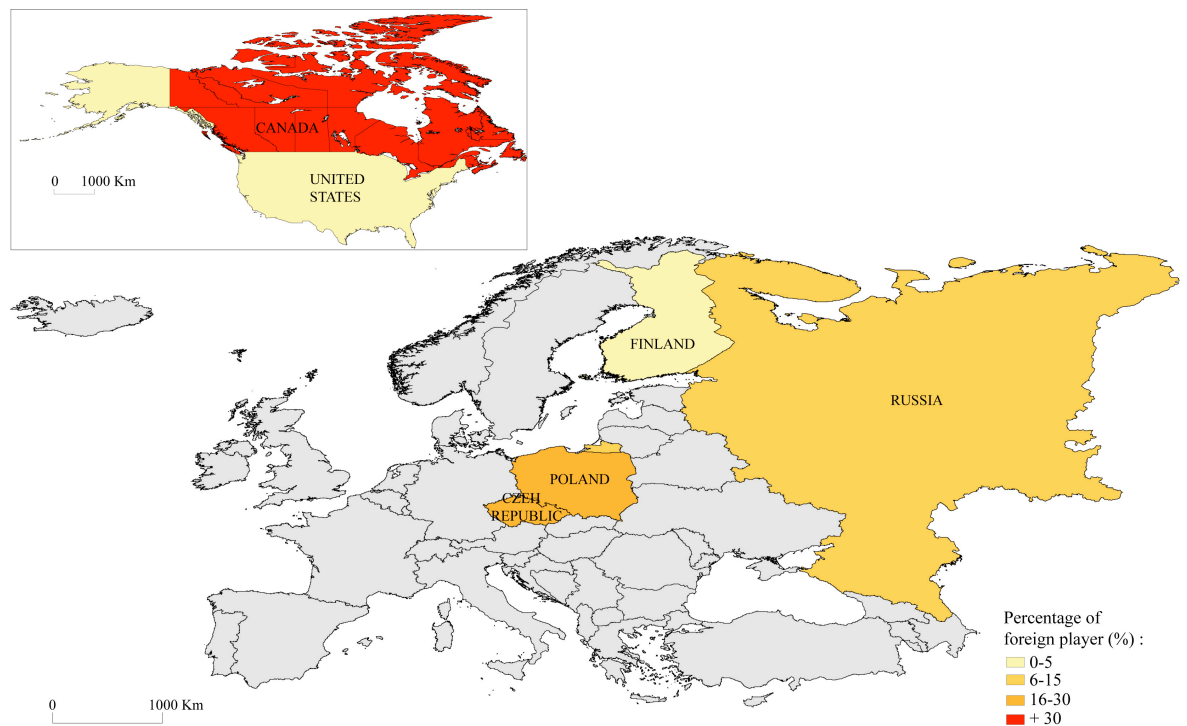 CANADA
UNITED
STATES
0 1000 Km
FINLAND
RUSSIA
POLAND
CZEH
REPUBLIC
Percentage of
foreign player (%) :
0-5
6-15
16-30
+ 30
0 1000 Km